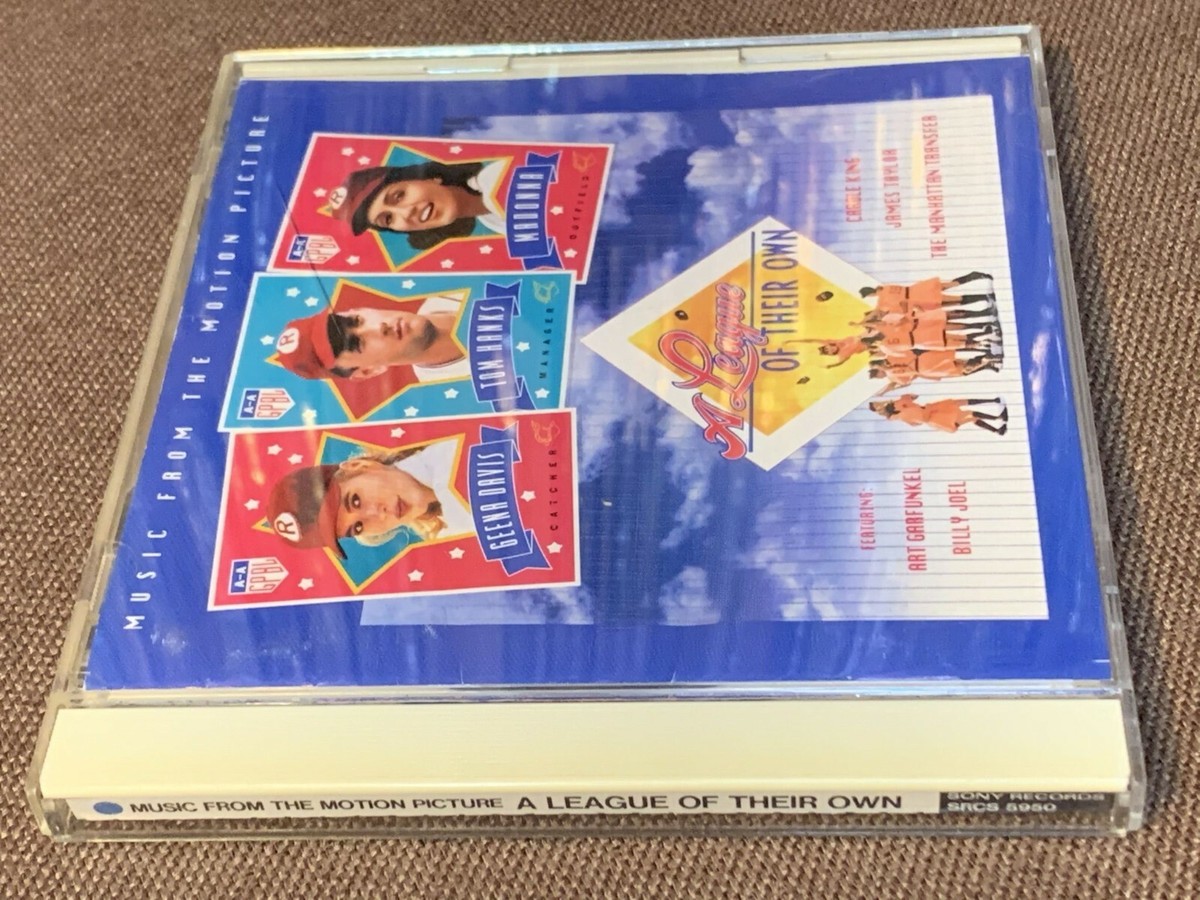 MUSIC FROM THE MOTION PICTURE
R
A-A
GPBL
GEENA DAVIS
CATCHER
R
A-A
GPBL
TOM HANKS
MANAGER
R
GPBL
MADONNA
OUTFIELD
A League
OF THEIR OWN
FEATURING:
ART GARFUNKEL
BILLY JOEL
CAROLE KING
JAMES TAYLOR
THE MANHATTAN TRANSFER
MUSIC FROM THE MOTION PICTURE A LEAGUE OF THEIR OWN
SONY RECORDS
SRCS 5950